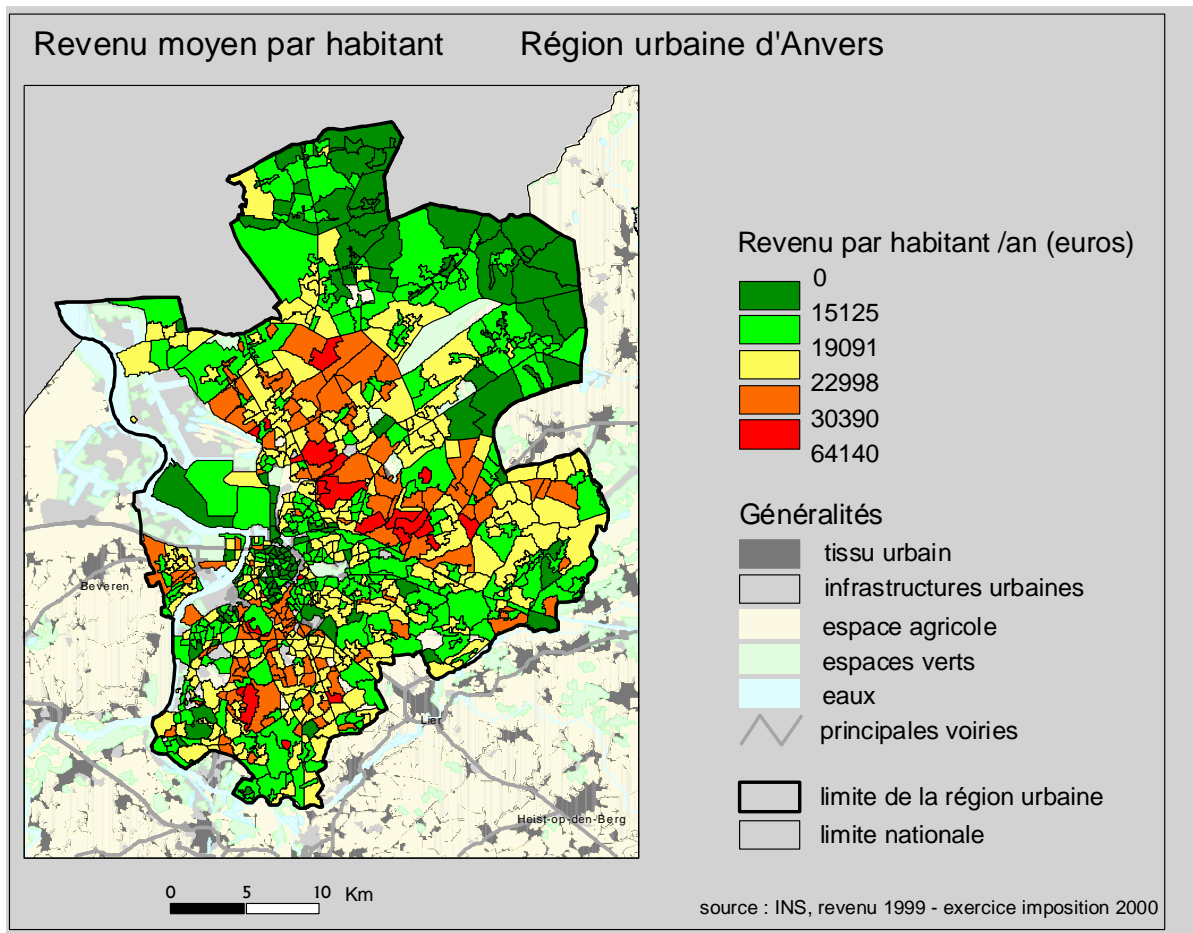 Revenu moyen par habitant
Région urbaine d'Anvers
Beveren
Lier
Heist-op-den-Berg
0 5 10 Km
Revenu par habitant /an (euros)
0
15125
19091
22998
30390
64140
Généralités
tissu urbain
infrastructures urbaines
espace agricole
espaces verts
eaux
principales voiries
limite de la région urbaine
limite nationale
source : INS, revenu 1999 - exercice imposition 2000